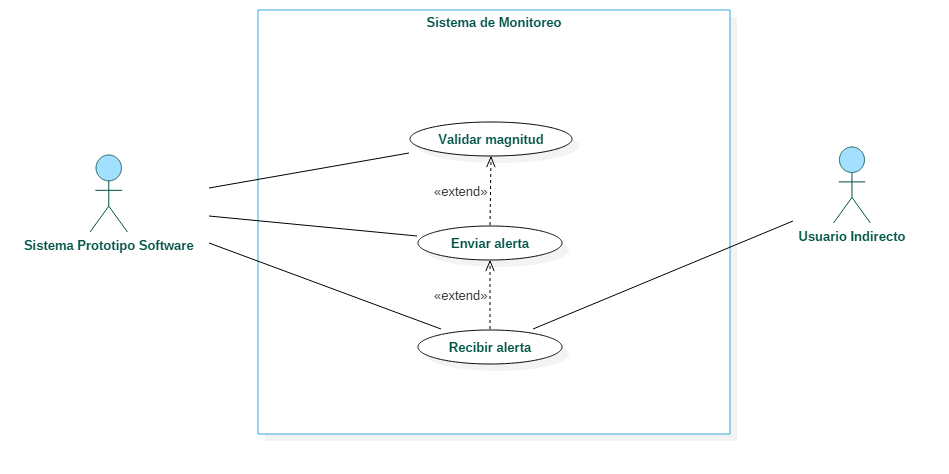 Sistema de Monitoreo
Validar magnitud
«extend»
Sistema Prototipo Software
Enviar alerta
Usuario Indirecto
«extend»
Recibir alerta